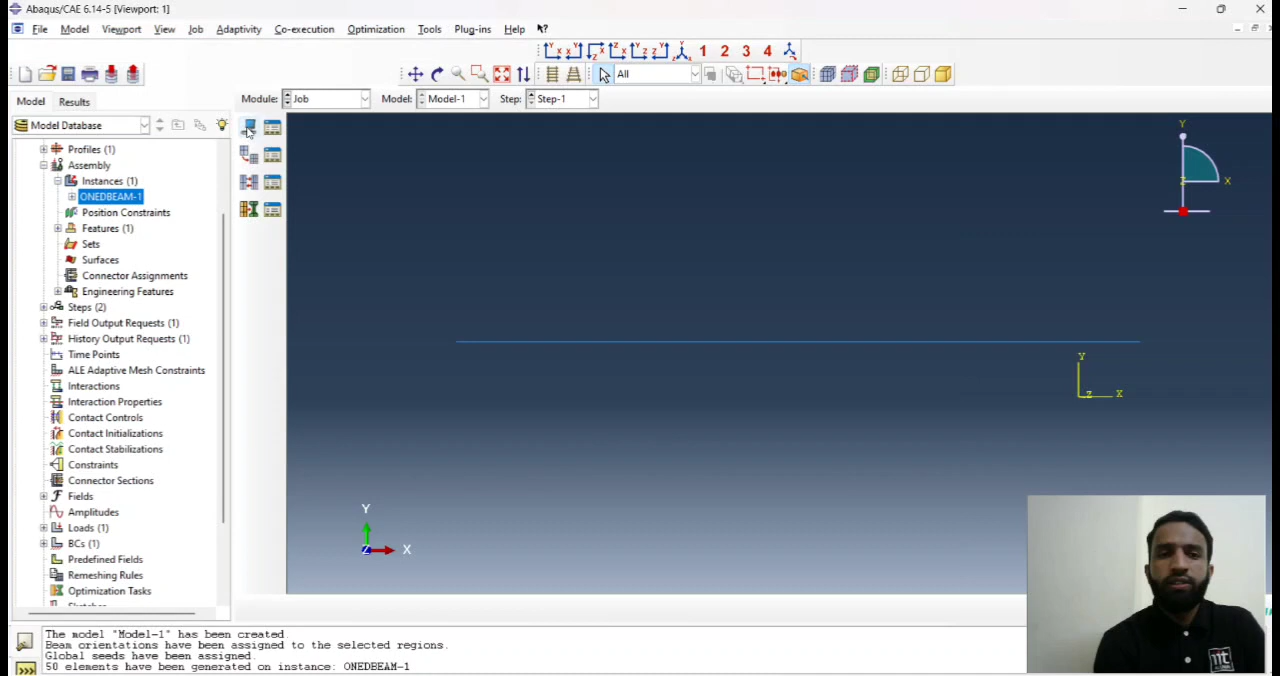 Abaqus/CAE 6.14-5 [Viewport: 1]
File Model Viewport View Job Adaptivity Co-execution Optimization Tools Plug-ins Help
1 2 3 4
All
Model Results
Module: Job Model: Model-1 Step: Step-1
Model Database
Profiles (1)
Assembly
Instances (1)
ONEDBEAM-1
Position Constraints
Features (1)
Sets
Surfaces
Connector Assignments
Engineering Features
Steps (2)
Field Output Requests (1)
History Output Requests (1)
Time Points
ALE Adaptive Mesh Constraints
Interactions
Interaction Properties
Contact Controls
Contact Initializations
Contact Stabilizations
Constraints
Connector Sections
Fields
Amplitudes
Loads (1)
BCs (1)
Predefined Fields
Remeshing Rules
Optimization Tasks
Sketches
Y
X
Z
Y
X
Z
Y
X
Z
The model "Model-1" has been created.
Beam orientations have been assigned to the selected regions.
Global seeds have been assigned.
50 elements have been generated on instance: ONEDBEAM-1